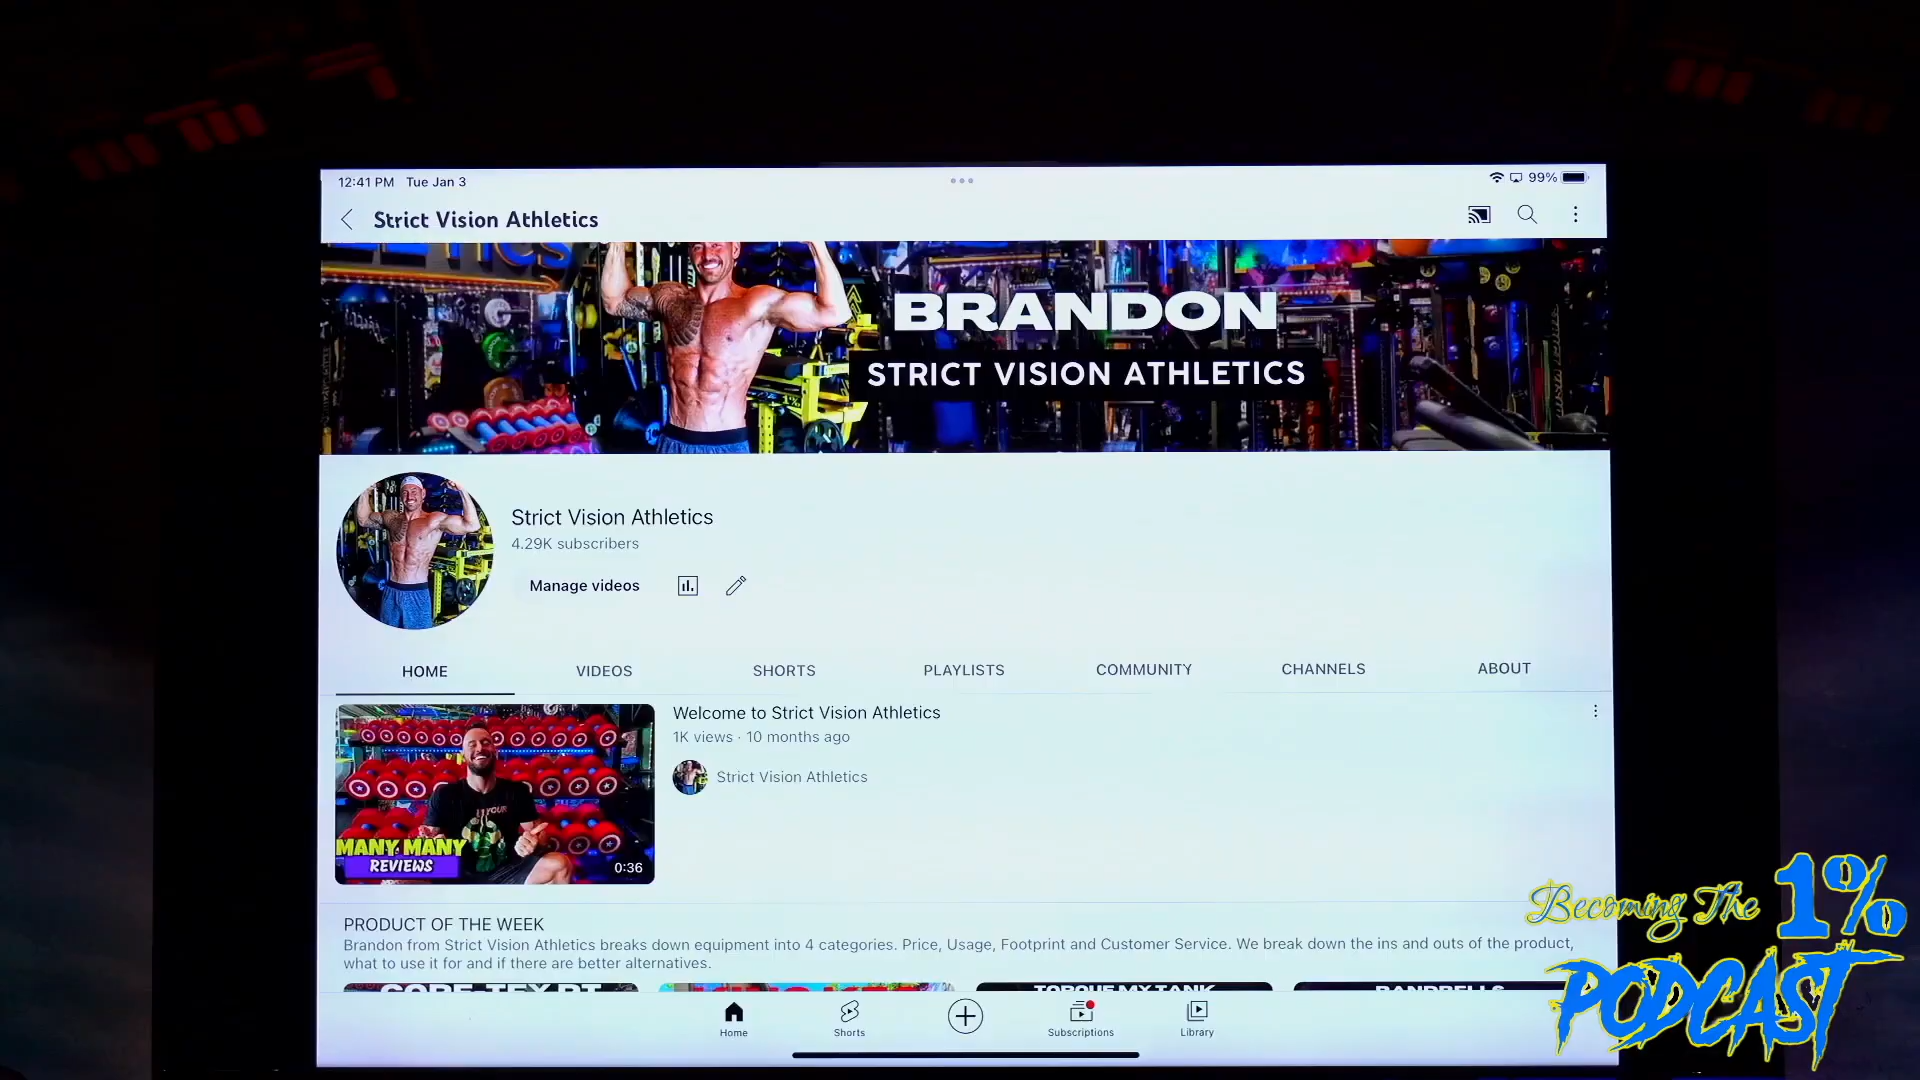 12:41 PM Tue Jan 3
99%
Strict Vision Athletics
BRANDON
STRICT VISION ATHLETICS
Strict Vision Athletics
4.29K subscribers
Manage videos
HOME VIDEOS SHORTS PLAYLISTS COMMUNITY CHANNELS ABOUT
MANY MANY
REVIEWS
0:36
Welcome to Strict Vision Athletics
1K views · 10 months ago
Strict Vision Athletics
PRODUCT OF THE WEEK
Brandon from Strict Vision Athletics breaks down equipment into 4 categories. Price, Usage, Footprint and Customer Service. We break down the ins and outs of the product,
what to use it for and if there are better alternatives.
TORQUE MY TANK
BANDBELLS
Home Shorts Subscriptions Library
Becoming The 1%
PODCAST